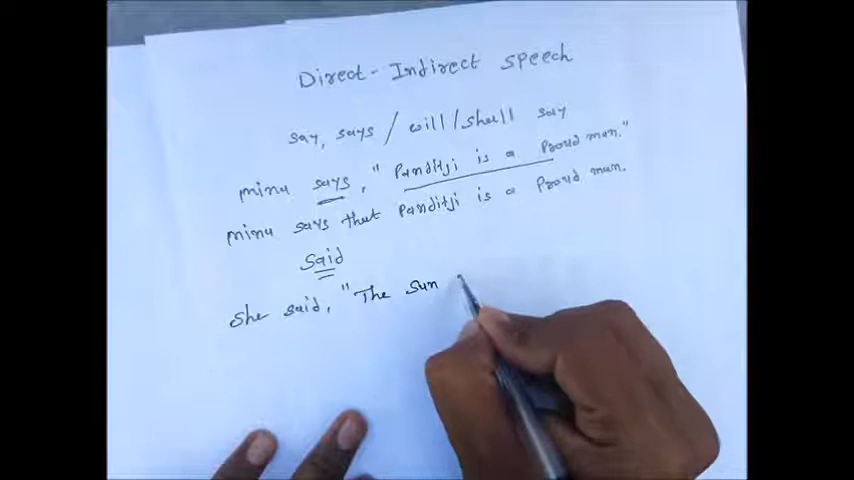 Direct - Indirect Speech
say, says / will / shall say
Minu says, "Panditji is a Proud man."
Minu says that Panditji is a Proud man.
Said
She said, "The Sun